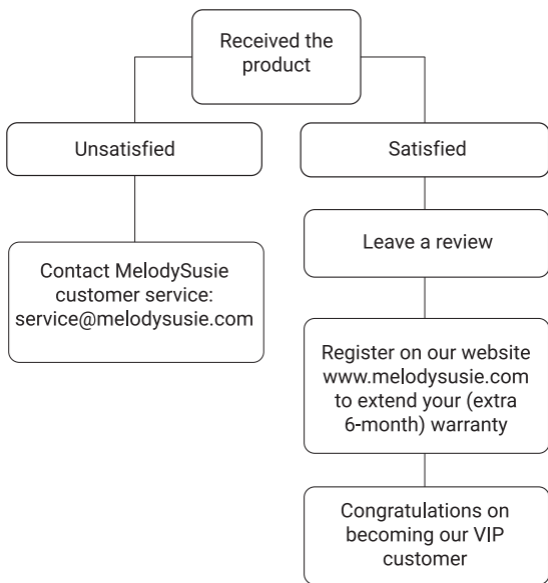 Received the
product
Unsatisfied
Satisfied
Contact MelodySusie
customer service:
service@melodysusie.com
Leave a review
Register on our website
www.melodysusie.com
to extend your (extra
6-month) warranty
Congratulations on
becoming our VIP
customer